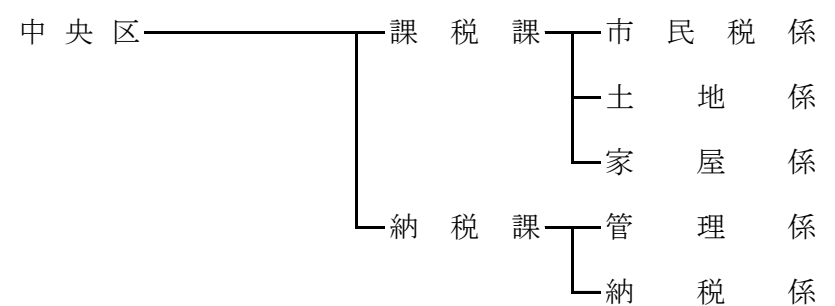 中央区 課税課 市民税係
土地係
家屋係
納税課 管理係
納税係